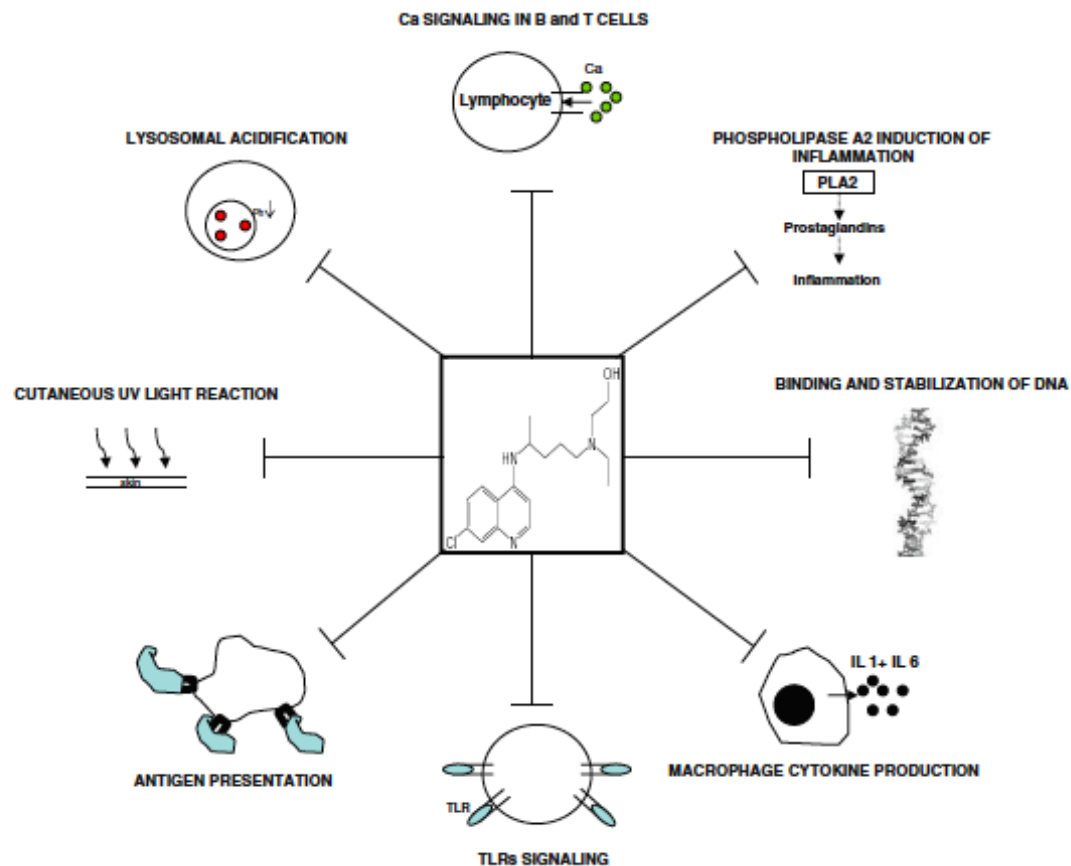 Ca SIGNALING IN B and T CELLS
Ca
Lymphocyte
LYSOSOMAL ACIDIFICATION
PHOSPHOLIPASE A2 INDUCTION OF
INFLAMMATION
PLA2
Prostaglandins
Inflammation
CUTANEOUS UV LIGHT REACTION
skin
BINDING AND STABILIZATION OF DNA
OH
N
HN
Cl
N
IL 1+ IL 6
ANTIGEN PRESENTATION
MACROPHAGE CYTOKINE PRODUCTION
TLR
TLRs SIGNALING